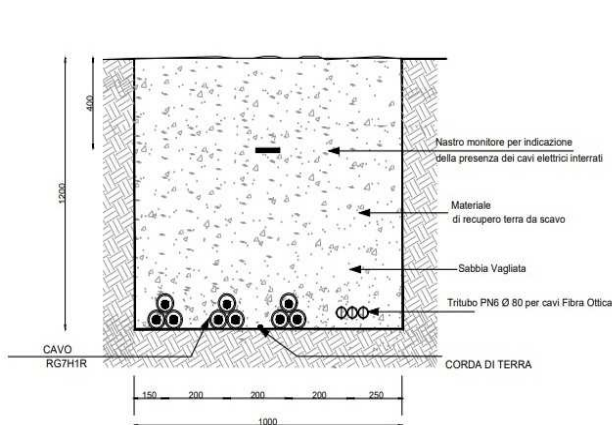 400
1200
Nastro monitore per indicazione
della presenza dei cavi elettrici interrati
Materiale
di recupero terra da scavo
Sabbia Vagliata
Tritubo PN6 Ø 80 per cavi Fibra Ottica
CAVO
RG7H1R
CORDA DI TERRA
150 200 200 200 250
1000